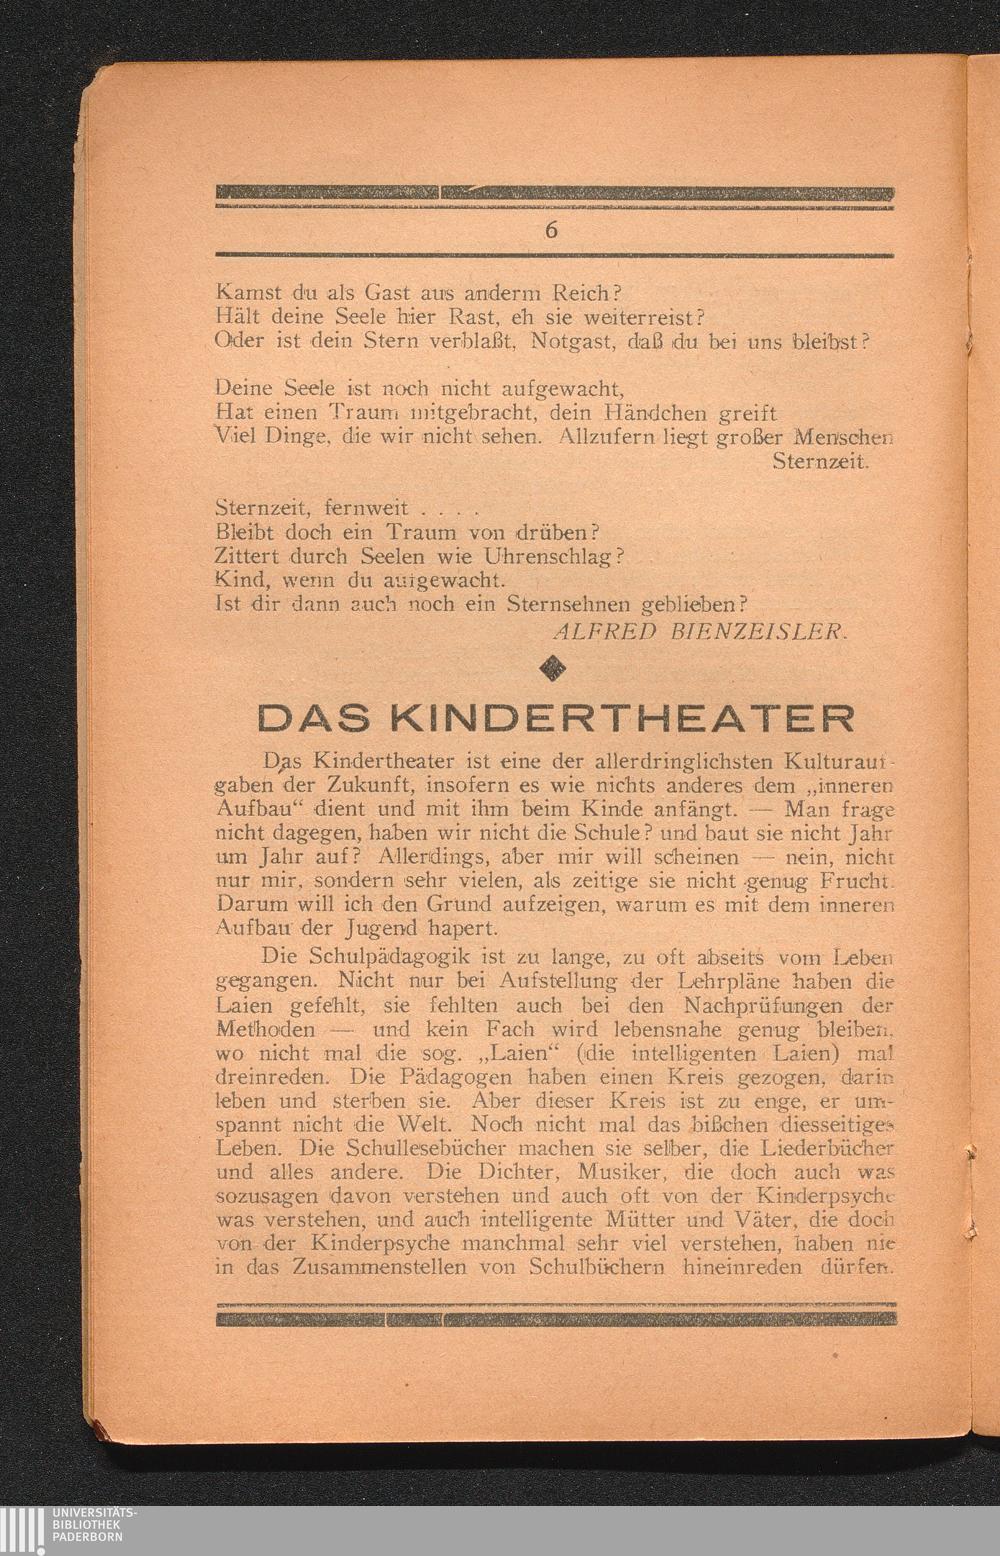 6
Kamst du als Gast aus anderm Reich?
Hält deine Seele hier Rast, eh sie weiterreist?
Oder ist dein Stern verblaßt, Notgast, daß du bei uns bleibst?
Deine Seele ist noch nicht aufgewacht,
Hat einen Traum mitgebracht, dein Händchen greift
Viel Dinge, die wir nicht sehen. Allzufern liegt großer Menschen
Sternzeit.
Sternzeit, fernweit . . . .
Bleibt doch ein Traum von drüben?
Zittert durch Seelen wie Uhrenschlag?
Kind, wenn du aufgewacht.
Ist dir dann auch noch ein Sternsehnen geblieben?
ALFRED BIENZEISLER.
DAS KINDERTHEATER
Das Kindertheater ist eine der allerdringlichsten Kulturauf-
gaben der Zukunft, insofern es wie nichts anderes dem „inneren
Aufbau“ dient und mit ihm beim Kinde anfängt. — Man frage
nicht dagegen, haben wir nicht die Schule? und baut sie nicht Jahr
um Jahr auf? Allerdings, aber mir will scheinen — nein, nicht
nur mir, sondern sehr vielen, als zeitige sie nicht genug Frucht.
Darum will ich den Grund aufzeigen, warum es mit dem inneren
Aufbau der Jugend hapert.
Die Schulpädagogik ist zu lange, zu oft abseits vom Leben
gegangen. Nicht nur bei Aufstellung der Lehrpläne haben die
Laien gefehlt, sie fehlten auch bei den Nachprüfungen der
Methoden — und kein Fach wird lebensnahe genug bleiben,
wo nicht mal die sog. „Laien“ (die intelligenten Laien) mal
dreinreden. Die Pädagogen haben einen Kreis gezogen, darin
leben und sterben sie. Aber dieser Kreis ist zu enge, er um-
spannt nicht die Welt. Noch nicht mal das bißchen diesseitiges
Leben. Die Schullesebücher machen sie selber, die Liederbücher
und alles andere. Die Dichter, Musiker, die doch auch was
sozusagen davon verstehen und auch oft von der Kinderpsyche
was verstehen, und auch intelligente Mütter und Väter, die doch
von der Kinderpsyche manchmal sehr viel verstehen, haben nie
in das Zusammenstellen von Schulbüchern hineinreden dürfen.
UNIVERSITÄTS-
BIBLIOTHEK
PADERBORN